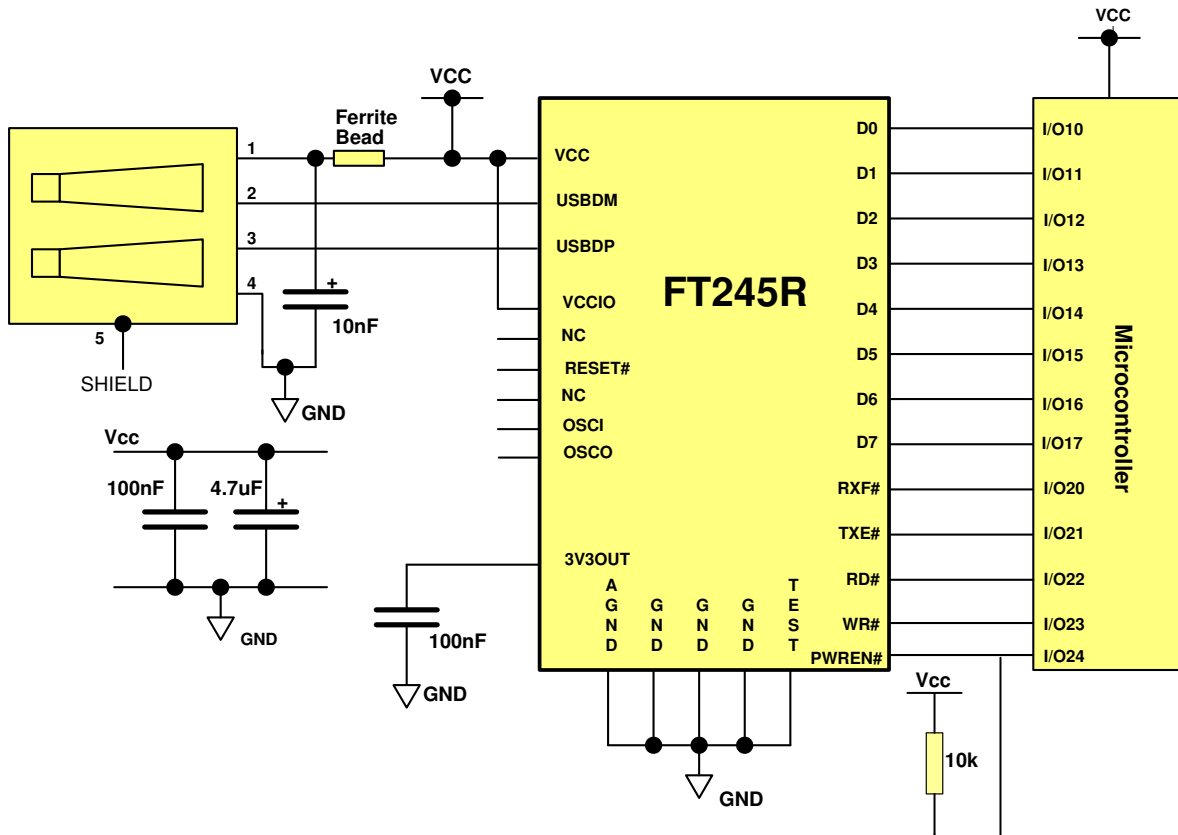 VCC
VCC
Ferrite
Bead
1
2
3
4
5
SHIELD
+
10nF
GND
Vcc
100nF
4.7uF
+
GND
VCC
USBDM
USBDP
VCCIO
NC
RESET#
NC
OSCI
OSCO
3V3OUT
100nF
GND
FT245R
AGND
GND
GND
GND
TEST
GND
D0
D1
D2
D3
D4
D5
D6
D7
RXF#
TXE#
RD#
WR#
PWREN#
Vcc
10k
I/O10
I/O11
I/O12
I/O13
I/O14
I/O15
I/O16
I/O17
I/O20
I/O21
I/O22
I/O23
I/O24
Microcontroller